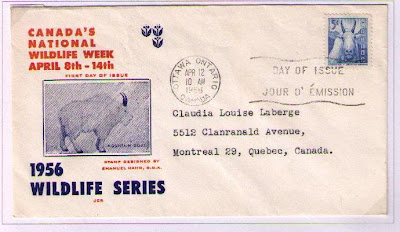 CANADA'S
NATIONAL
WILDLIFE WEEK
APRIL 8th - 14th
FIRST DAY OF ISSUE
MOUNTAIN GOAT
STAMP DESIGNED BY
EMANUEL HAHN, R.C.A.
1956
WILDLIFE SERIES
JCR
OTTAWA ONTARIO
APR 12
10 AM
1956
CANADA
DAY OF ISSUE
JOUR D'ÉMISSION
Claudia Louise Laberge
5512 Clanranald Avenue,
Montreal 29, Quebec, Canada.